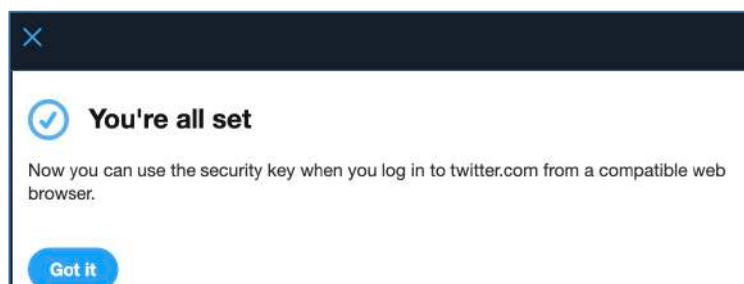 You're all set
Now you can use the security key when you log in to twitter.com from a compatible web
browser.
Got it